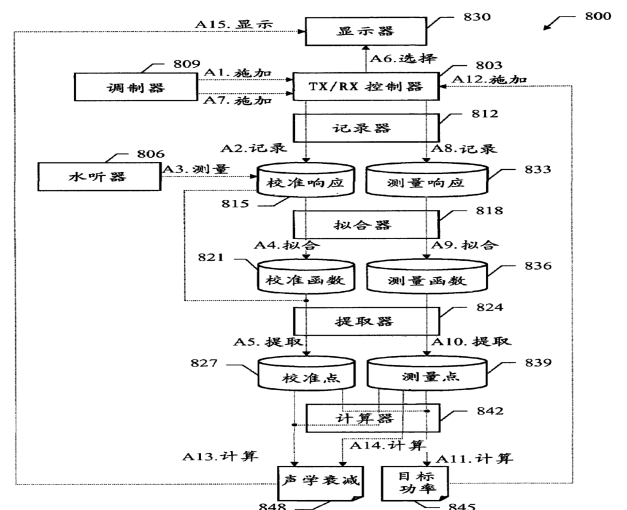 A15.显示
显示器
830
800
A6.选择
809
调制器
A1.施加
A7.施加
TX/RX 控制器
803
A12.施加
812
记录器
A2.记录
A8.记录
806
水听器
A3.测量
校准响应
815
测量响应
833
818
拟合器
A4.拟合
A9.拟合
821
校准函数
测量函数
836
824
提取器
A5.提取
A10.提取
827
校准点
测量点
839
计算器
842
A13.计算
A14.计算
A11.计算
声学衰减
848
目标
功率
845